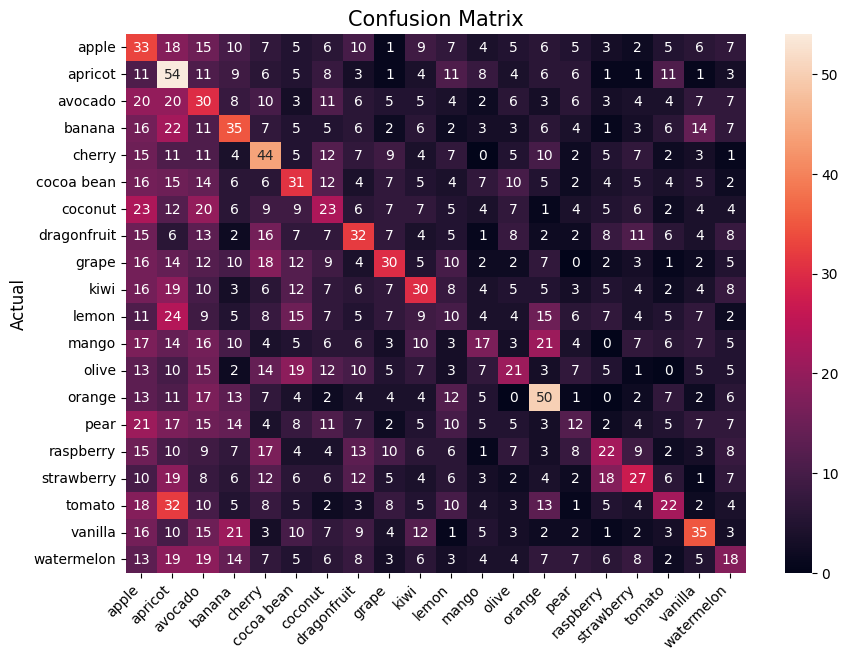 Confusion Matrix
apple 33 18 15 10 7 5 6 10 1 9 7 4 5 6 5 3 2 5 6 7
apricot 11 54 11 9 6 5 8 3 1 4 11 8 4 6 6 1 1 11 1 3
avocado 20 20 30 8 10 3 11 6 5 5 4 2 6 3 6 3 4 4 7 7
banana 16 22 11 35 7 5 5 6 2 6 2 3 3 6 4 1 3 6 14 7
cherry 15 11 11 4 44 5 12 7 9 4 7 0 5 10 2 5 7 2 3 1
cocoa bean 16 15 14 6 6 31 12 4 7 5 4 7 10 5 2 4 5 4 5 2
coconut 23 12 20 6 9 9 23 6 7 7 5 4 7 1 4 5 6 2 4 4
dragonfruit 15 6 13 2 16 7 7 32 7 4 5 1 8 2 2 8 11 6 4 8
grape 16 14 12 10 18 12 9 4 30 5 10 2 2 7 0 2 3 1 2 5
kiwi 16 19 10 3 6 12 7 6 7 30 8 4 5 5 3 5 4 2 4 8
lemon 11 24 9 5 8 15 7 5 7 9 10 4 4 15 6 7 4 5 7 2
mango 17 14 16 10 4 5 6 6 3 10 3 17 3 21 4 0 7 6 7 5
olive 13 10 15 2 14 19 12 10 5 7 3 7 21 3 7 5 1 0 5 5
orange 13 11 17 13 7 4 2 4 4 4 12 5 0 50 1 0 2 7 2 6
pear 21 17 15 14 4 8 11 7 2 5 10 5 5 3 12 2 4 5 7 7
raspberry 15 10 9 7 17 4 4 13 10 6 6 1 7 3 8 22 9 2 3 8
strawberry 10 19 8 6 12 6 6 12 5 4 6 3 2 4 2 18 27 6 1 7
tomato 18 32 10 5 8 5 2 3 8 5 10 4 3 13 1 5 4 22 2 4
vanilla 16 10 15 21 3 10 7 9 4 12 1 5 3 2 2 1 2 3 35 3
watermelon 13 19 19 14 7 5 6 8 3 6 3 4 4 7 7 6 8 2 5 18
apple apricot avocado banana cherry cocoa bean coconut dragonfruit grape kiwi lemon mango olive orange pear raspberry strawberry tomato vanilla watermelon
Actual
50
40
30
20
10
0